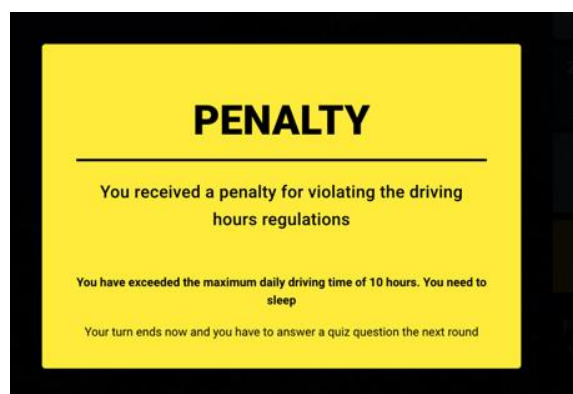 PENALTY
You received a penalty for violating the driving
hours regulations
You have exceeded the maximum daily driving time of 10 hours. You need to
sleep
Your turn ends now and you have to answer a quiz question the next round